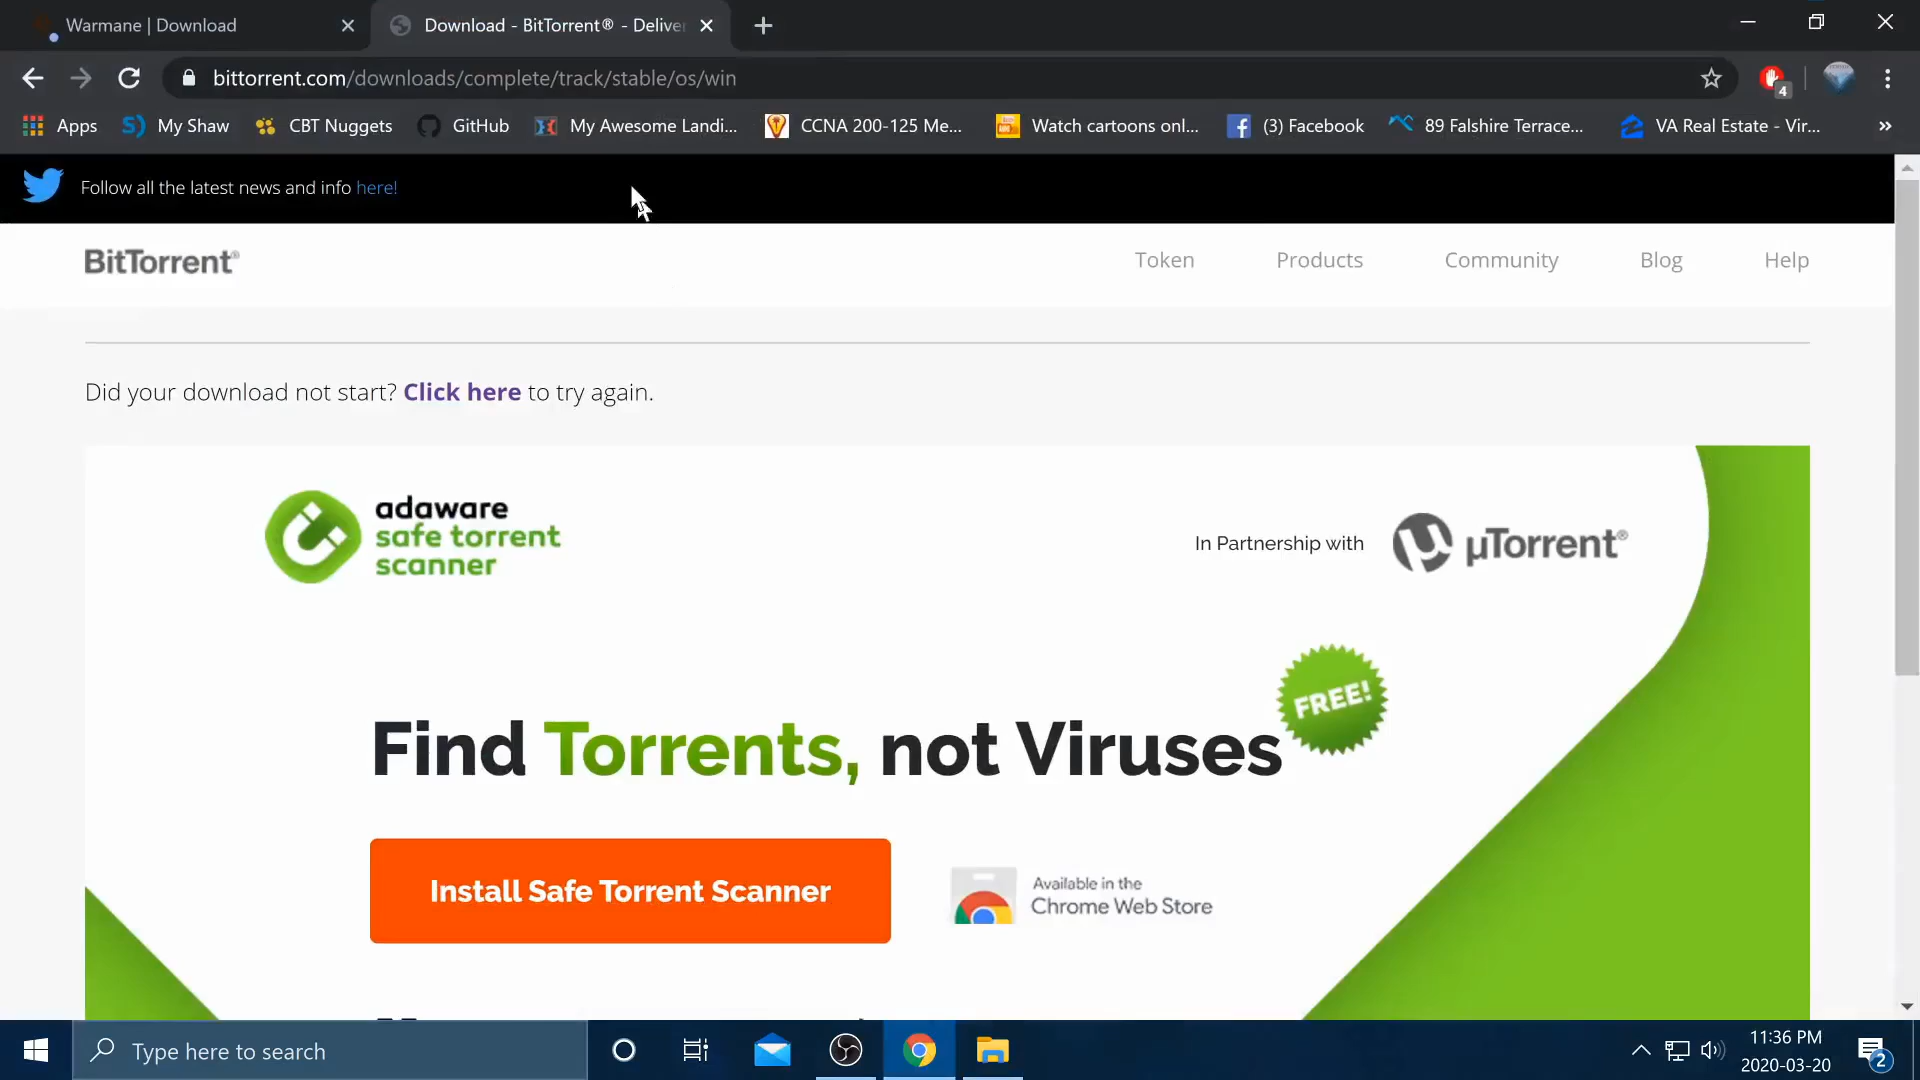 Warmane | Download
Download - BitTorrent® - Delive
bittorrent.com/downloads/complete/track/stable/os/win
4
Apps
My Shaw
CBT Nuggets
GitHub
My Awesome Landi...
CCNA 200-125 Me...
Watch cartoons onl...
(3) Facebook
89 Falshire Terrace...
VA Real Estate - Vir...
»
Follow all the latest news and info here!
BitTorrent®
Token
Products
Community
Blog
Help
Did your download not start? Click here to try again.
adaware
safe torrent
scanner
In Partnership with
µTorrent®
FREE!
Find Torrents, not Viruses
Install Safe Torrent Scanner
Available in the
Chrome Web Store
Type here to search
11:36 PM
2020-03-20
2